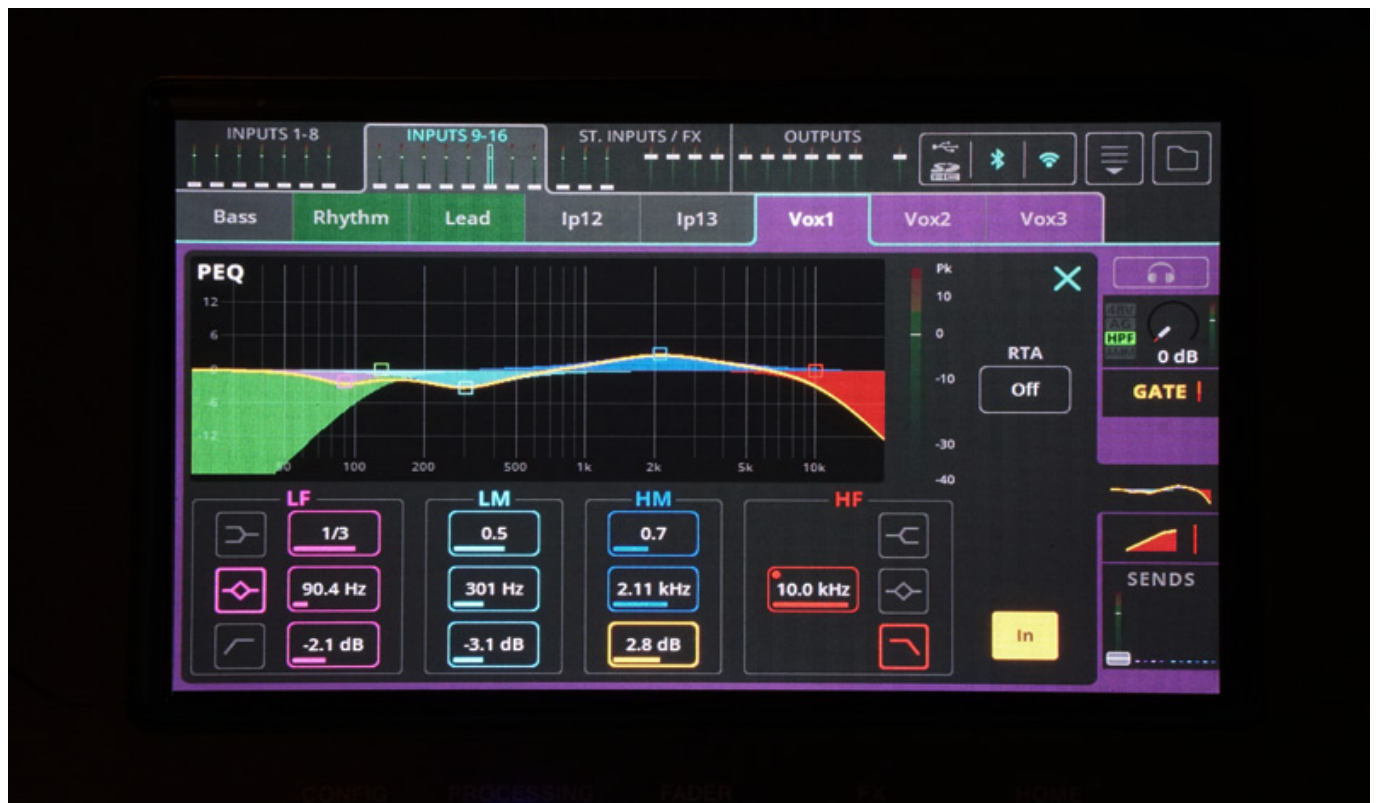 INPUTS 1-8 INPUTS 9-16 ST. INPUTS / FX OUTPUTS
Bass Rhythm Lead Ip12 Ip13 Vox1 Vox2 Vox3
PEQ
12
6
0
-6
-12
100 200 500 1k 2k 5k 10k
Pk
10
0
-10
-30
-40
RTA
Off
48V
HPF
0 dB
GATE
LF LM HM HF
1/3 0.5 0.7
90.4 Hz 301 Hz 2.11 kHz 10.0 kHz
-2.1 dB -3.1 dB 2.8 dB
In
SENDS
CONFIG PROCESSING FADER FX HOME